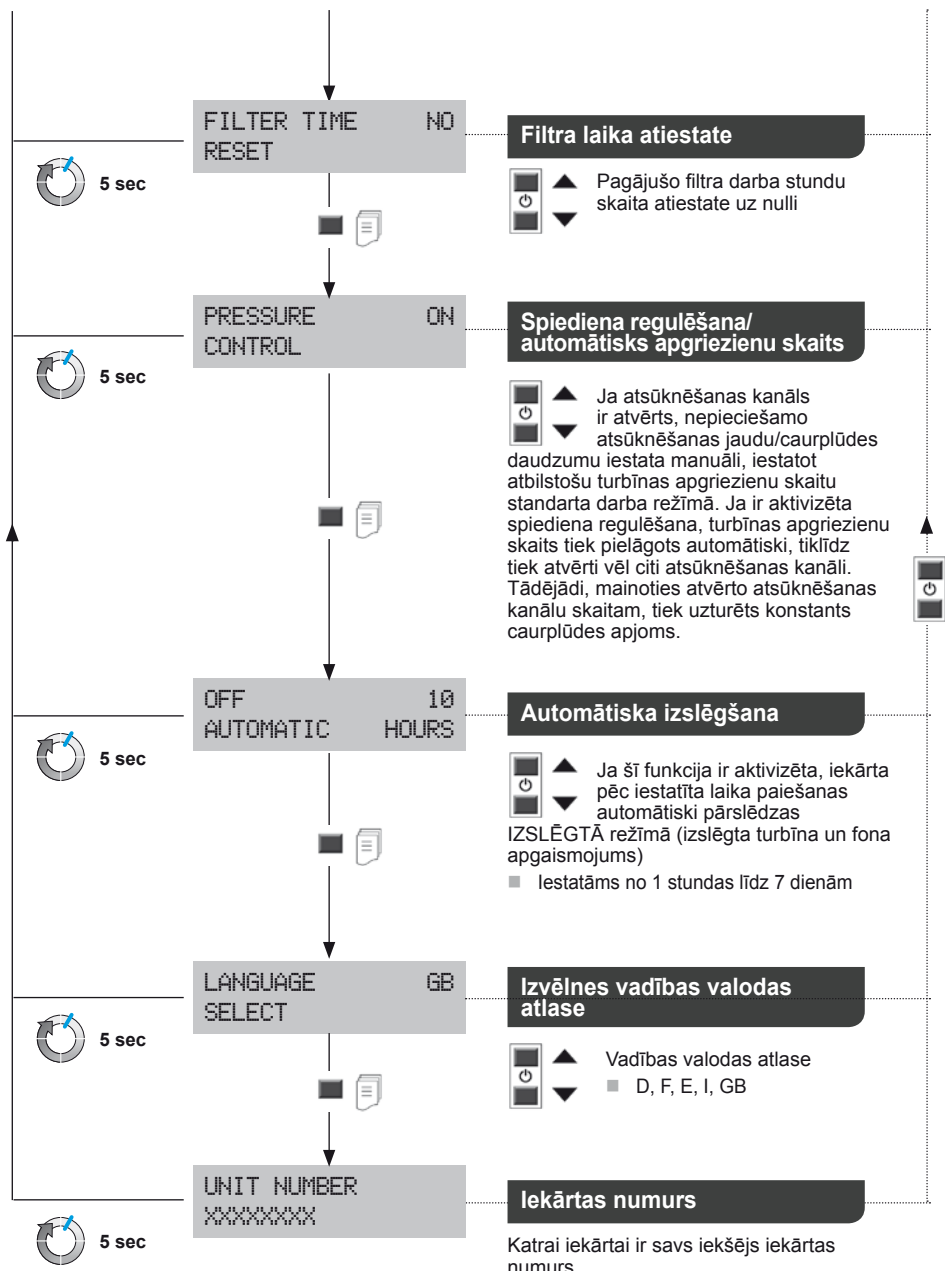 FILTER TIME NO
RESET
5 sec
Filtra laika atiestate
Pagājušo filtra darba stundu
skaita atiestate uz nulli
PRESSURE ON
CONTROL
5 sec
Spiediena regulēšana/
automātisks apgriezienu skaits
Ja atsūknēšanas kanāls
ir atvērts, nepieciešamo
atsūknēšanas jaudu/caurplūdes
daudzumu iestata manuāli, iestatot
atbilstošu turbīnas apgriezienu skaitu
standarta darba režīmā. Ja ir aktivizēta
spiediena regulēšana, turbīnas apgriezienu
skaits tiek pielāgots automātiski, tiklīdz
tiek atvērti vēl citi atsūknēšanas kanāli.
Tādējādi, mainoties atvērto atsūknēšanas
kanālu skaitam, tiek uzturēts konstants
caurplūdes apjoms.
OFF 10
AUTOMATIC HOURS
5 sec
Automātiska izslēgšana
Ja šī funkcija ir aktivizēta, iekārta
pēc iestatīta laika paiešanas
automātiski pārslēdzas
IZSLĒGTĀ režīmā (izslēgta turbīna un fona
apgaismojums)
Iestatāms no 1 stundas līdz 7 dienām
LANGUAGE GB
SELECT
5 sec
Izvēlnes vadības valodas
atlase
Vadības valodas atlase
D, F, E, I, GB
UNIT NUMBER
XXXXXXXX
5 sec
Iekārtas numurs
Katrai iekārtai ir savs iekšējs iekārtas
numurs